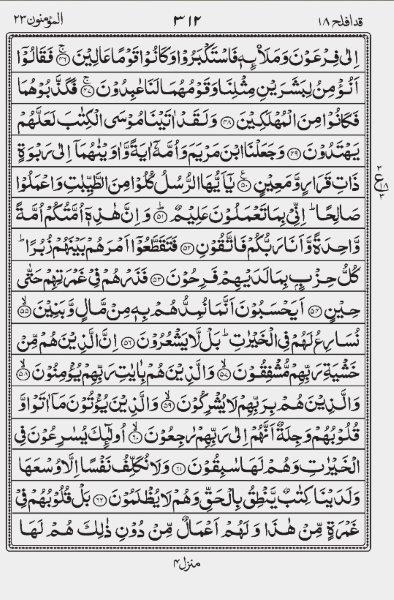 قد افلح ١٨
٣١٢
المؤمنون ٢٣
اِلٰى فِرْعَوْنَ وَمَلَا۟ئِهٖ فَاسْتَكْبَرُوْا وَكَانُوْا قَوْمًا عَالِيْنَ ۚ‏﴿٤٦﴾ فَقَالُوْۤا
اَنُؤْمِنُ لِبَشَرَيْنِ مِثْلِنَا وَقَوْمُهُمَا لَنَا عٰبِدُوْنَ ۚ‏﴿٤٧﴾ فَكَذَّبُوْهُمَا
فَكَانُوْا مِنَ الْمُهْلَكِيْنَ ﴿٤٨﴾ وَلَقَدْ اٰتَيْنَا مُوْسَى الْكِتٰبَ لَعَلَّهُمْ
يَهْتَدُوْنَ ﴿٤٩﴾ وَجَعَلْنَا ابْنَ مَرْيَمَ وَاُمَّهٗۤ اٰيَةً وَّاٰوَيْنٰهُمَاۤ اِلٰى رَبْوَةٍ
ذَاتِ قَرَارٍ وَّمَعِيْنٍ ﴿٥٠﴾ يٰۤاَيُّهَا الرُّسُلُ كُلُوْا مِنَ الطَّيِّبٰتِ وَاعْمَلُوْا
صَالِحًا ؕ اِنِّىْ بِمَا تَعْمَلُوْنَ عَلِيْمٌ ؕ‏﴿٥١﴾ وَاِنَّ هٰذِهٖۤ اُمَّتُكُمْ اُمَّةً
وَّاحِدَةً وَّاَنَا رَبُّكُمْ فَاتَّقُوْنِ ﴿٥٢﴾ فَتَقَطَّعُوْۤا اَمْرَهُمْ بَيْنَهُمْ زُبُرًا ؕ
كُلُّ حِزْبٍۢ بِمَا لَدَيْهِمْ فَرِحُوْنَ ﴿٥٣﴾ فَذَرْهُمْ فِىْ غَمْرَتِهِمْ حَتّٰى
حِيْنٍ ﴿٥٤﴾ اَيَحْسَبُوْنَ اَنَّمَا نُمِدُّهُمْ بِهٖ مِنْ مَّالٍ وَّبَنِيْنَ ۙ‏﴿٥٥﴾
نُسَارِعُ لَهُمْ فِى الْخَيْرٰتِ ؕ بَلْ لَّا يَشْعُرُوْنَ ﴿٥٦﴾ اِنَّ الَّذِيْنَ هُمْ مِّنْ
خَشْيَةِ رَبِّهِمْ مُّشْفِقُوْنَ ۙ‏﴿٥٧﴾ وَالَّذِيْنَ هُمْ بِاٰيٰتِ رَبِّهِمْ يُؤْمِنُوْنَ ۙ‏﴿٥٨﴾
وَالَّذِيْنَ هُمْ بِرَبِّهِمْ لَا يُشْرِكُوْنَ ۙ‏﴿٥٩﴾ وَالَّذِيْنَ يُؤْتُوْنَ مَاۤ اٰتَوْا وَّ
قُلُوْبُهُمْ وَجِلَةٌ اَنَّهُمْ اِلٰى رَبِّهِمْ رٰجِعُوْنَ ۙ‏﴿٦٠﴾ اُولٰٓئِكَ يُسٰرِعُوْنَ فِى
الْخَيْرٰتِ وَهُمْ لَهَا سٰبِقُوْنَ ﴿٦١﴾ وَلَا نُكَلِّفُ نَفْسًا اِلَّا وُسْعَهَا
وَلَدَيْنَا كِتٰبٌ يَّنْطِقُ بِالْحَقِّ وَهُمْ لَا يُظْلَمُوْنَ ﴿٦٢﴾ بَلْ قُلُوْبُهُمْ فِىْ
غَمْرَةٍ مِّنْ هٰذَا وَلَهُمْ اَعْمَالٌ مِّنْ دُوْنِ ذٰلِكَ هُمْ لَهَا
منزل ٤